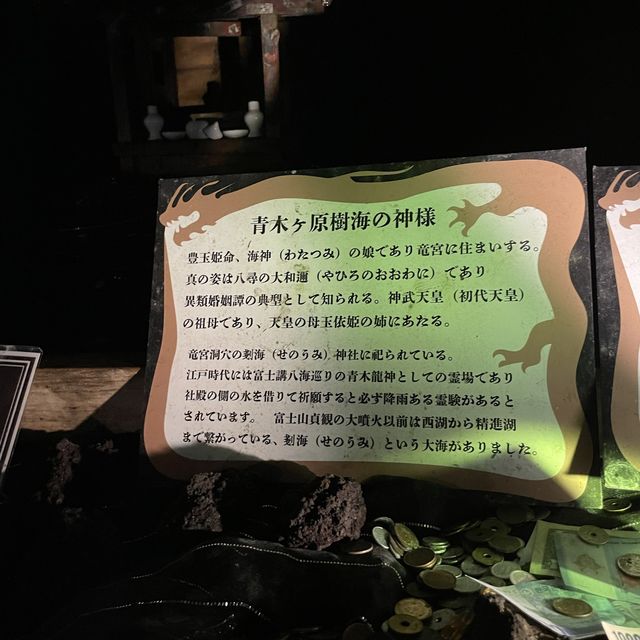 青木ヶ原樹海の神様
豊玉姫命、海神（わたつみ）の娘であり竜宮に住まいする。
真の姿は八尋の大和邇（やひろのおおわに）であり
異類婚姻譚の典型として知られる。神武天皇（初代天皇）
の祖母であり、天皇の母玉依姫の姉にあたる。
竜宮洞穴の剗海（せのうみ）神社に祀られている。
江戸時代には富士講八海巡りの青木龍神としての霊場であり
社殿の側の水を借りて祈願すると必ず降雨ある霊験があると
されています。　富士山貞観の大噴火以前は西湖から精進湖
まで繋がっている、剗海（せのうみ）という大海がありました。